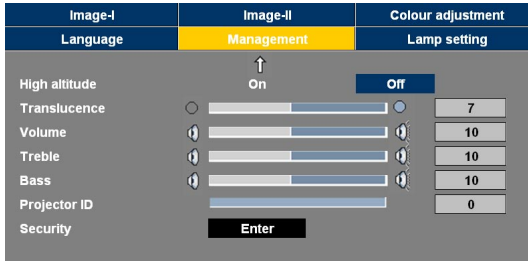 Image-I Image-II Colour adjustment
Language Management Lamp setting
High altitude On Off
Translucence 7
Volume 10
Treble 10
Bass 10
Projector ID 0
Security Enter